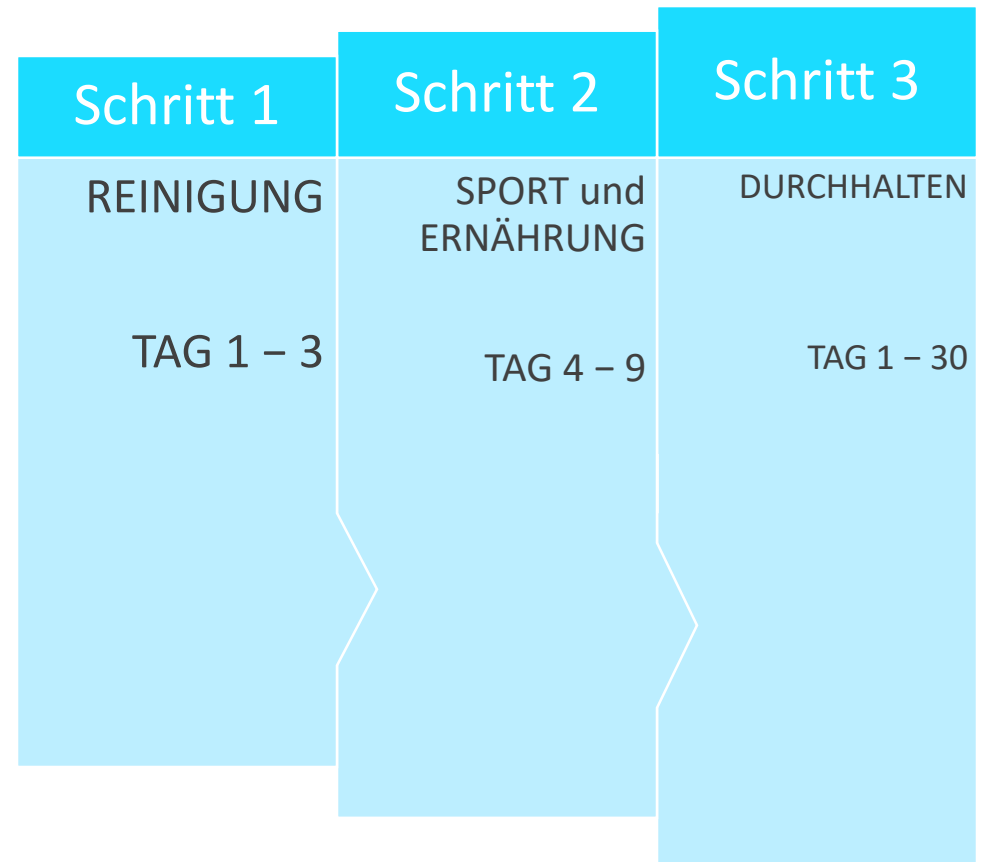 Schritt 1
REINIGUNG
TAG 1 – 3
Schritt 2
SPORT und
ERNÄHRUNG
TAG 4 – 9
Schritt 3
DURCHHALTEN
TAG 1 – 30